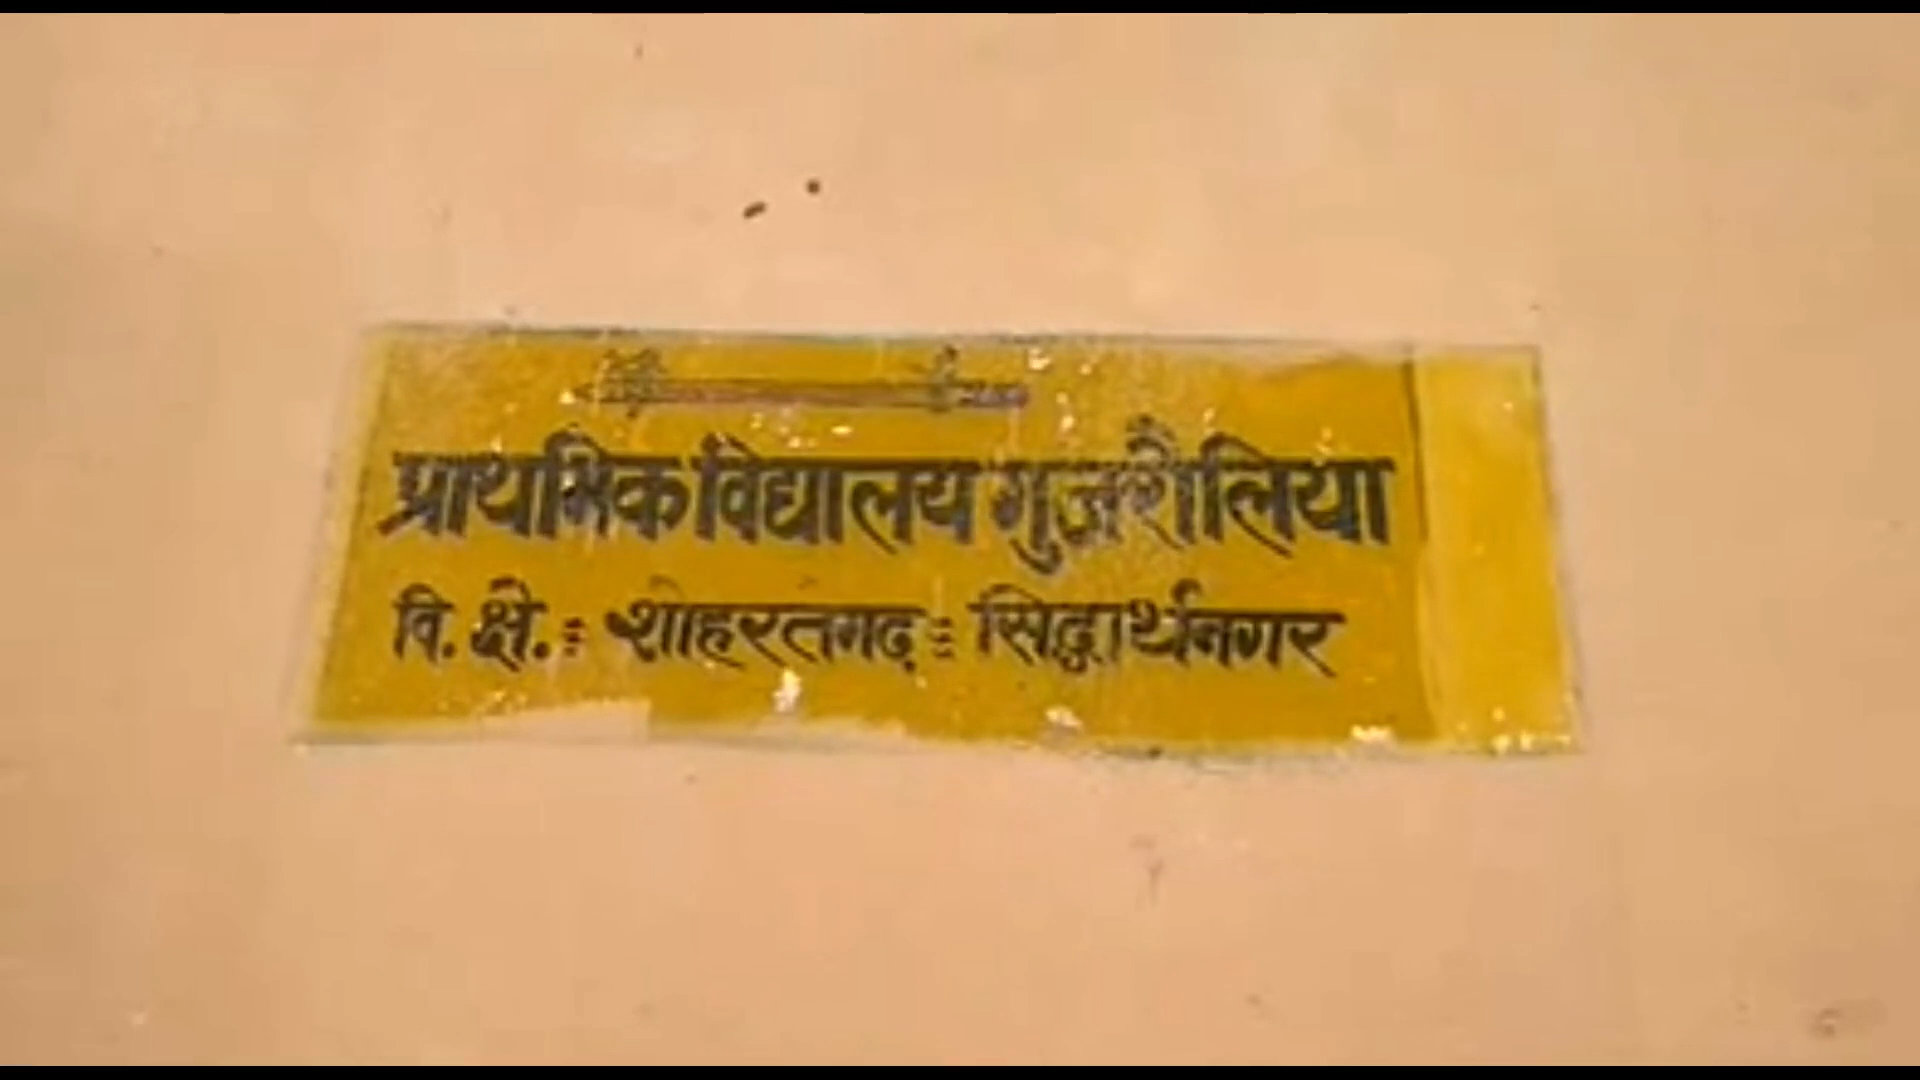 प्राथमिक विद्यालय गुजरौलिया
वि. क्षे. :- शोहरतगढ़ :- सिद्धार्थनगर